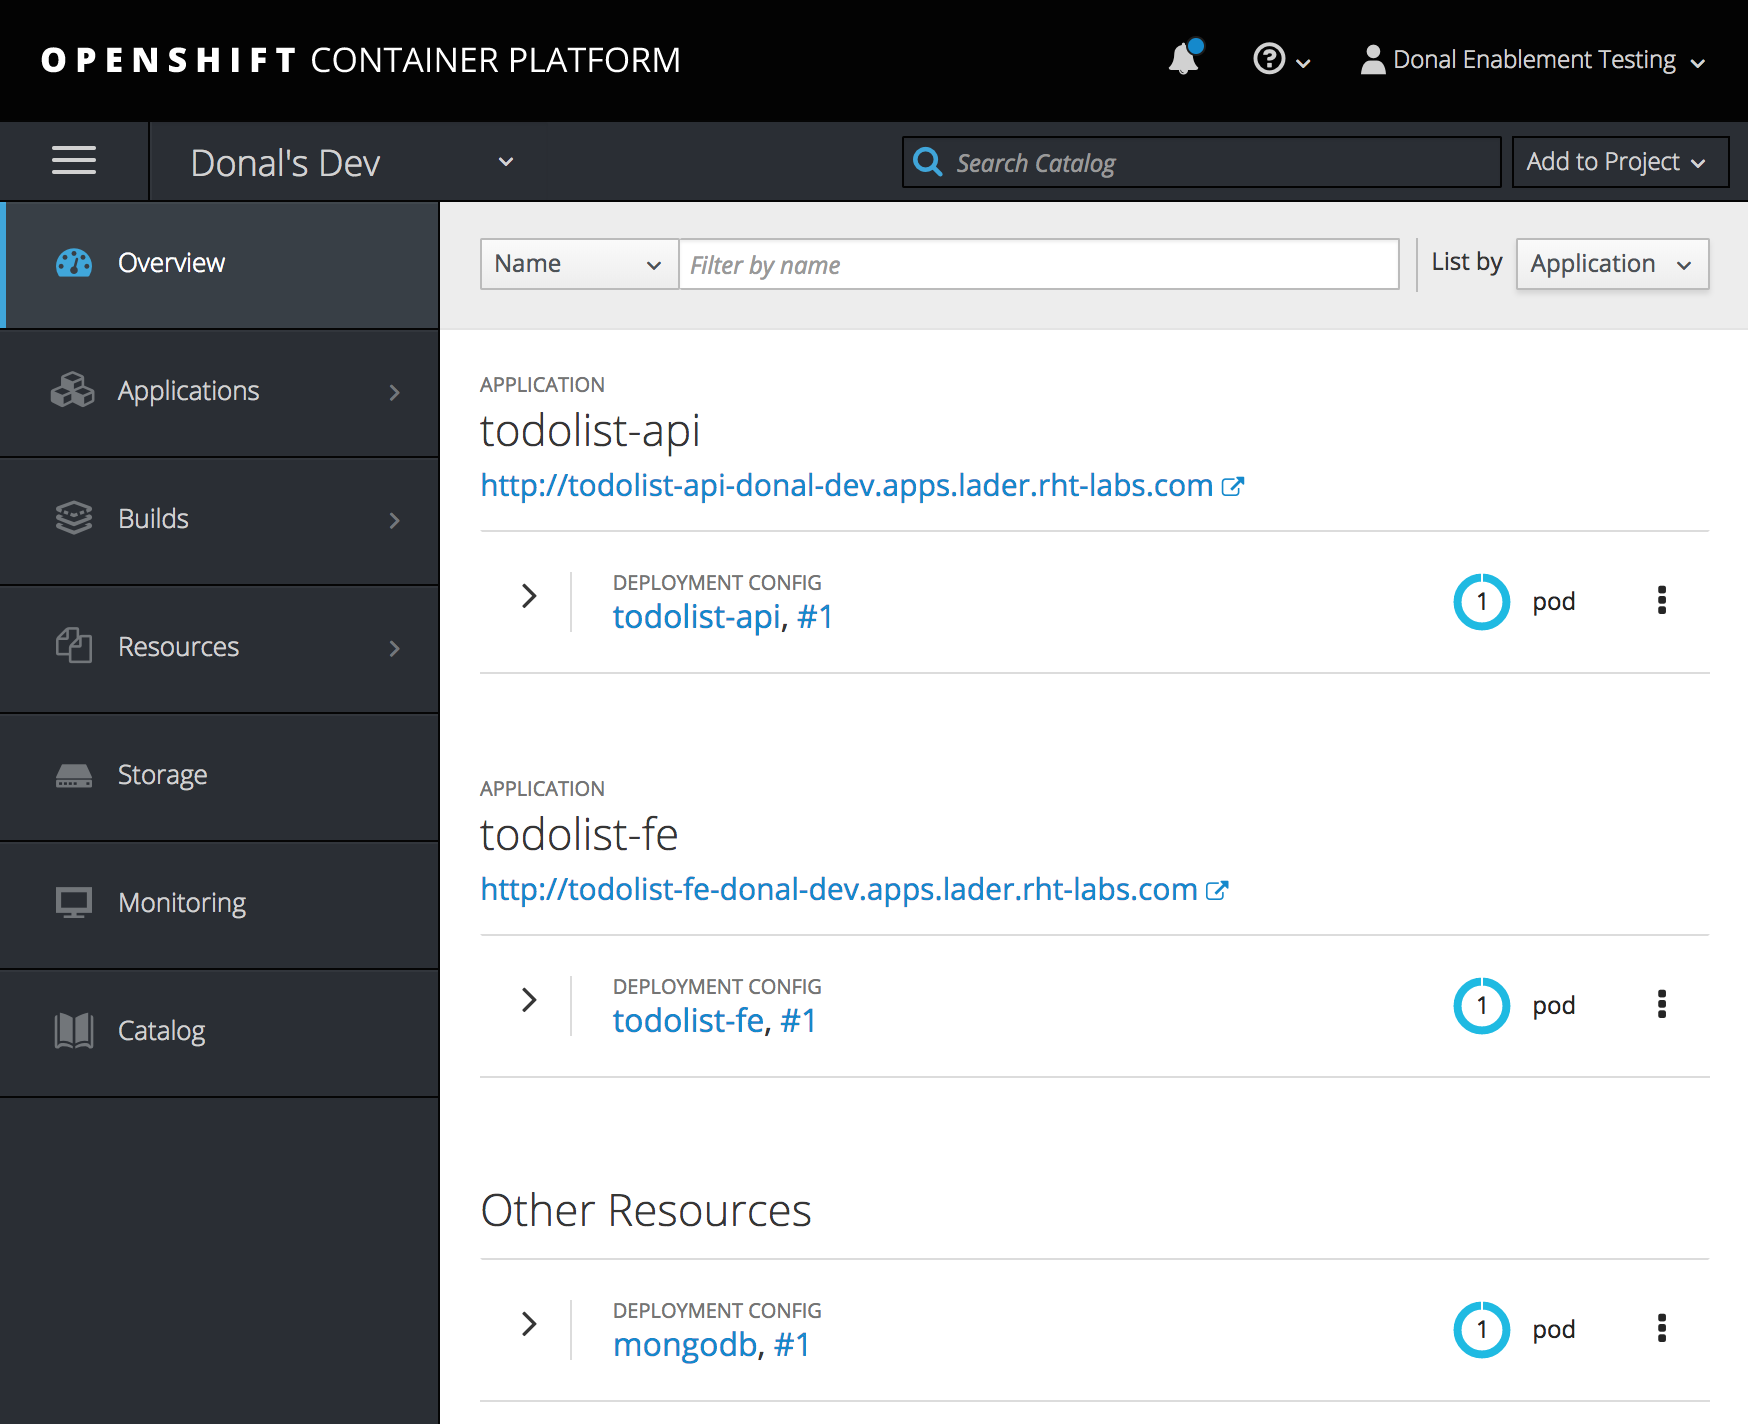 OPENSHIFT CONTAINER PLATFORM
Donal Enablement Testing
Donal's Dev
Search Catalog
Add to Project
Overview
Applications
Builds
Resources
Storage
Monitoring
Catalog
Name
Filter by name
List by
Application
APPLICATION
todolist-api
http://todolist-api-donal-dev.apps.lader.rht-labs.com
DEPLOYMENT CONFIG
todolist-api, #1
1 pod
APPLICATION
todolist-fe
http://todolist-fe-donal-dev.apps.lader.rht-labs.com
DEPLOYMENT CONFIG
todolist-fe, #1
1 pod
Other Resources
DEPLOYMENT CONFIG
mongodb, #1
1 pod